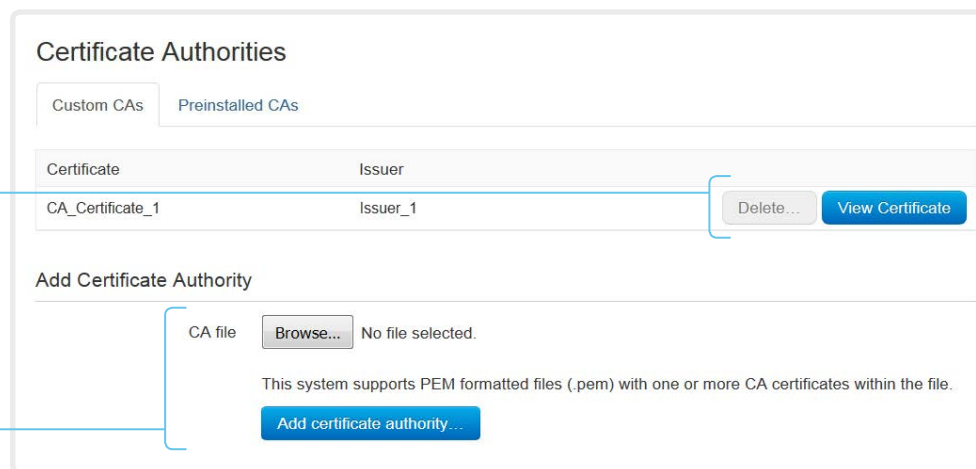 Certificate Authorities
Custom CAs Preinstalled CAs
Certificate Issuer
CA_Certificate_1 Issuer_1 Delete... View Certificate
Add Certificate Authority
CA file Browse... No file selected.
This system supports PEM formatted files (.pem) with one or more CA certificates within the file.
Add certificate authority...